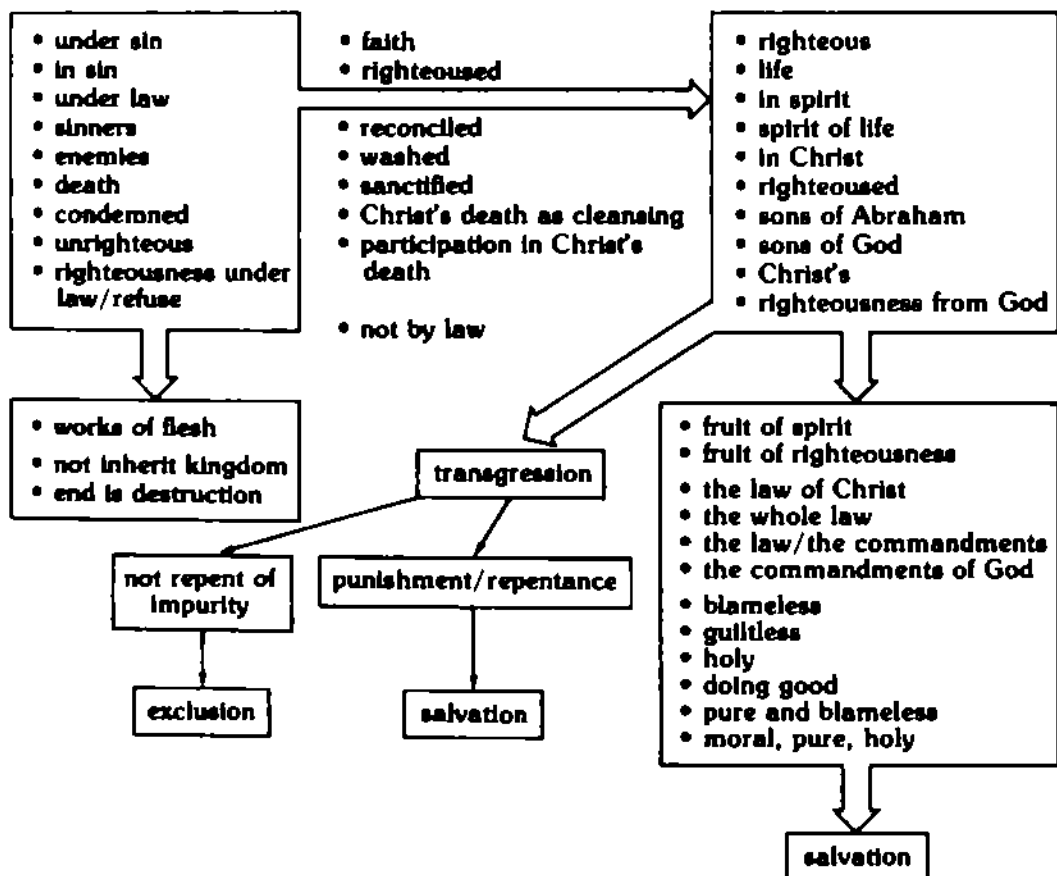 • under sin
• in sin
• under law
• sinners
• enemies
• death
• condemned
• unrighteous
• righteousness under
law/refuse
• faith
• righteoused
• reconciled
• washed
• sanctified
• Christ's death as cleansing
• participation in Christ's
death
• not by law
• righteous
• life
• in spirit
• spirit of life
• in Christ
• righteoused
• sons of Abraham
• sons of God
• Christ's
• righteousness from God
• works of flesh
• not inherit kingdom
• end is destruction
transgression
not repent of
impurity
punishment/repentance
exclusion
salvation
• fruit of spirit
• fruit of righteousness
• the law of Christ
• the whole law
• the law/the commandments
• the commandments of God
• blameless
• guiltless
• holy
• doing good
• pure and blameless
• moral, pure, holy
salvation